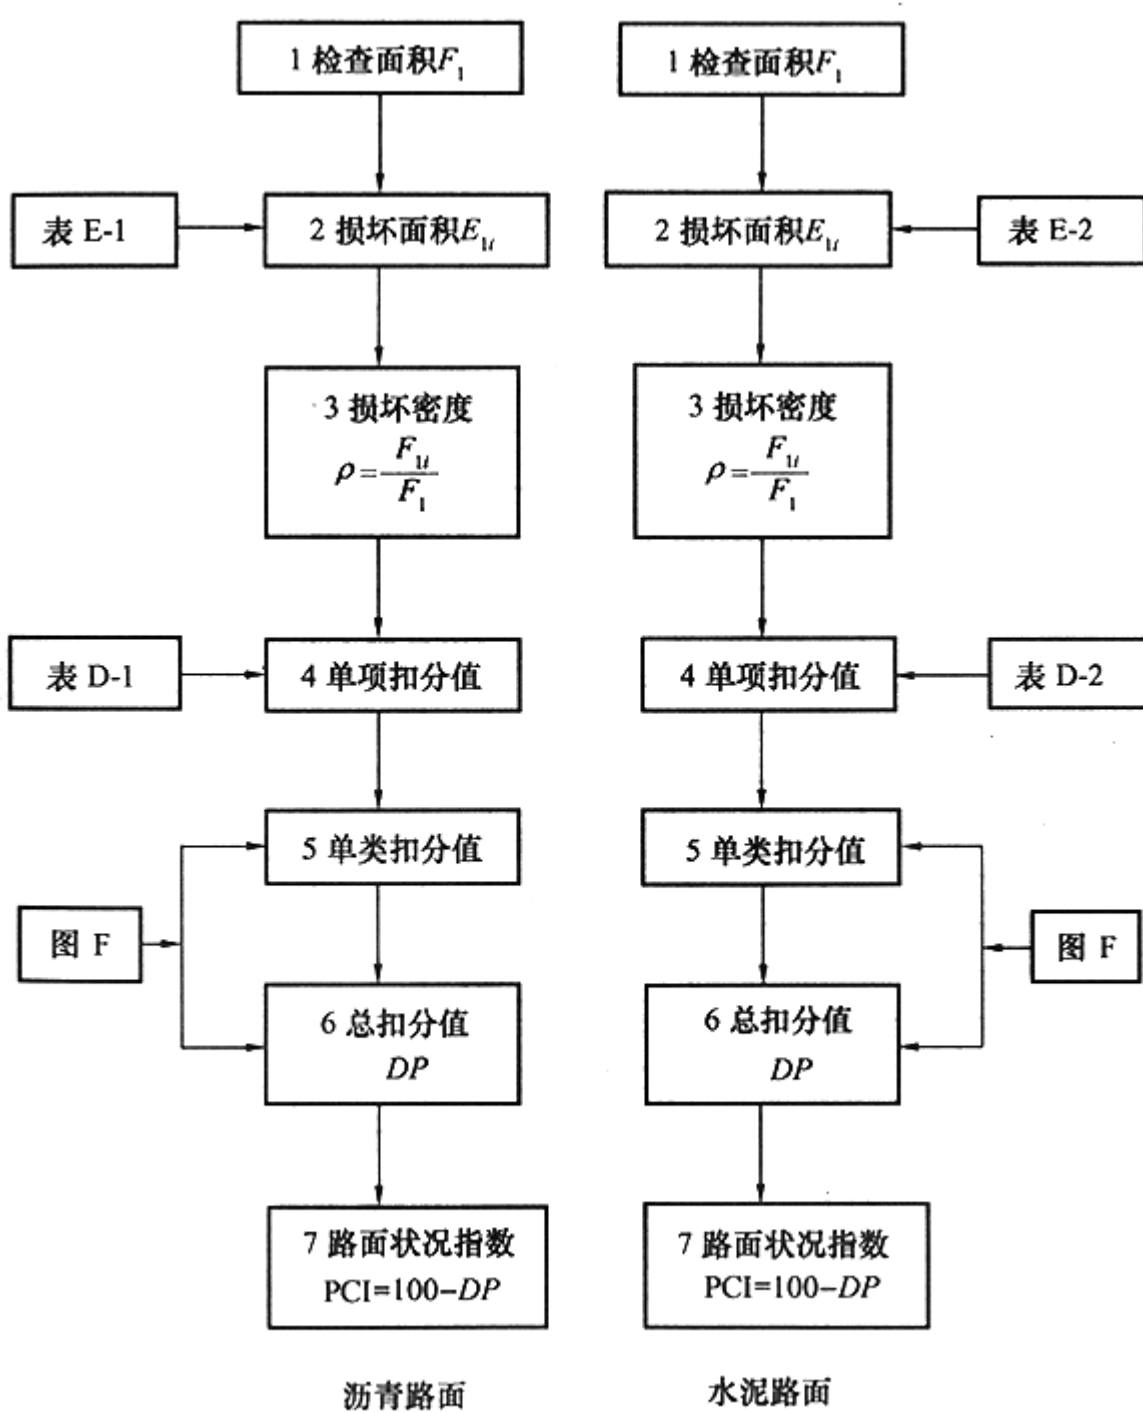 1 检查面积F₁
表 E-1
2 损坏面积E₁ᵢ
3 损坏密度
ρ=F₁ᵢ/F₁
表 D-1
4 单项扣分值
5 单类扣分值
图 F
6 总扣分值
DP
7 路面状况指数
PCI=100−DP
沥青路面
1 检查面积F₁
2 损坏面积E₁ᵢ
表 E-2
3 损坏密度
ρ=F₁ᵢ/F₁
4 单项扣分值
表 D-2
5 单类扣分值
图 F
6 总扣分值
DP
7 路面状况指数
PCI=100−DP
水泥路面